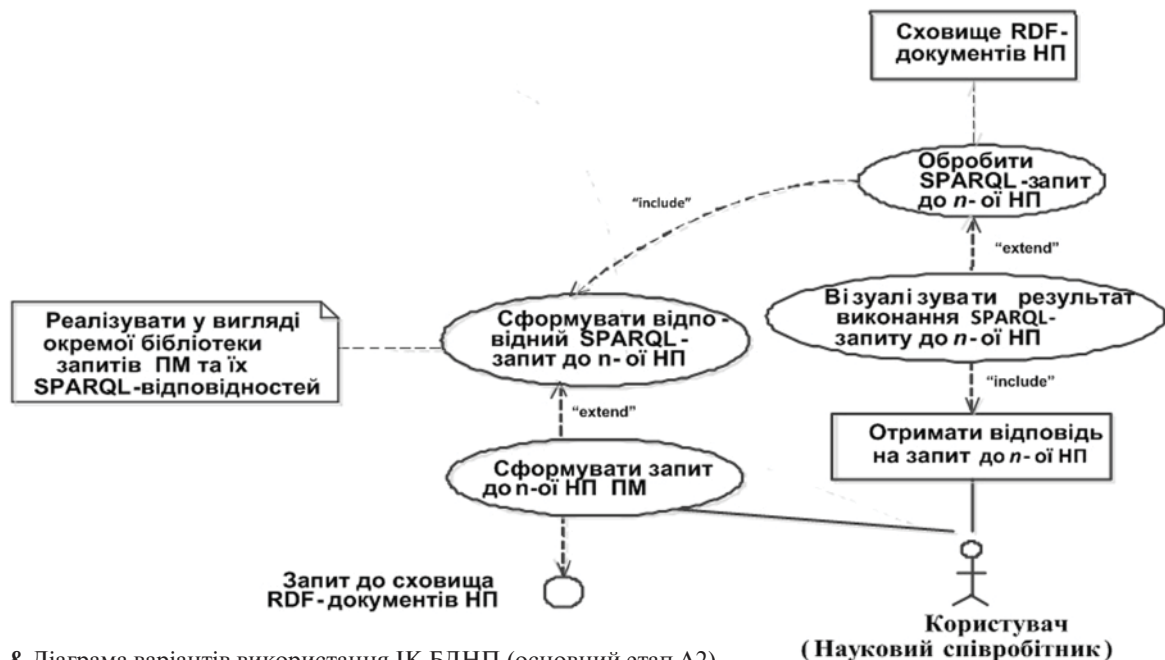 Сховище RDF-
документів НП
Обробити
SPARQL-запит
до n-ої НП
"include"
"extend"
Візуалізувати результат
виконання SPARQL-
запиту до n-ої НП
Сформувати відпо-
відний SPARQL-
запит до n-ої НП
Реалізувати у вигляді
окремої бібліотеки
запитів ПМ та їх
SPARQL-відповідностей
"include"
"extend"
Отримати відповідь
на запит до n-ої НП
Сформувати запит
до n-ої НП ПМ
Запит до сховища
RDF-документів НП
Користувач
(Науковий співробітник)
Діаграма варіантів використання ІК БДНП (основний етап А2)